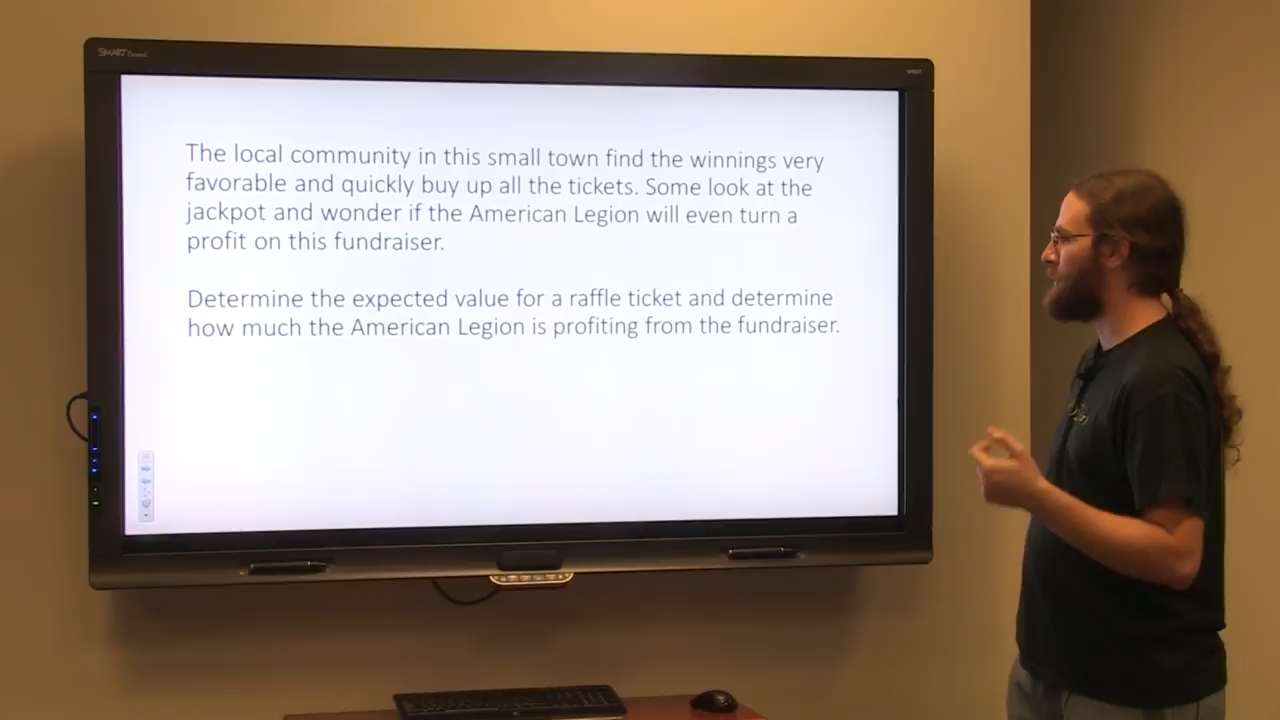 SMART Board
The local community in this small town find the winnings very
favorable and quickly buy up all the tickets. Some look at the
jackpot and wonder if the American Legion will even turn a
profit on this fundraiser.
Determine the expected value for a raffle ticket and determine
how much the American Legion is profiting from the fundraiser.